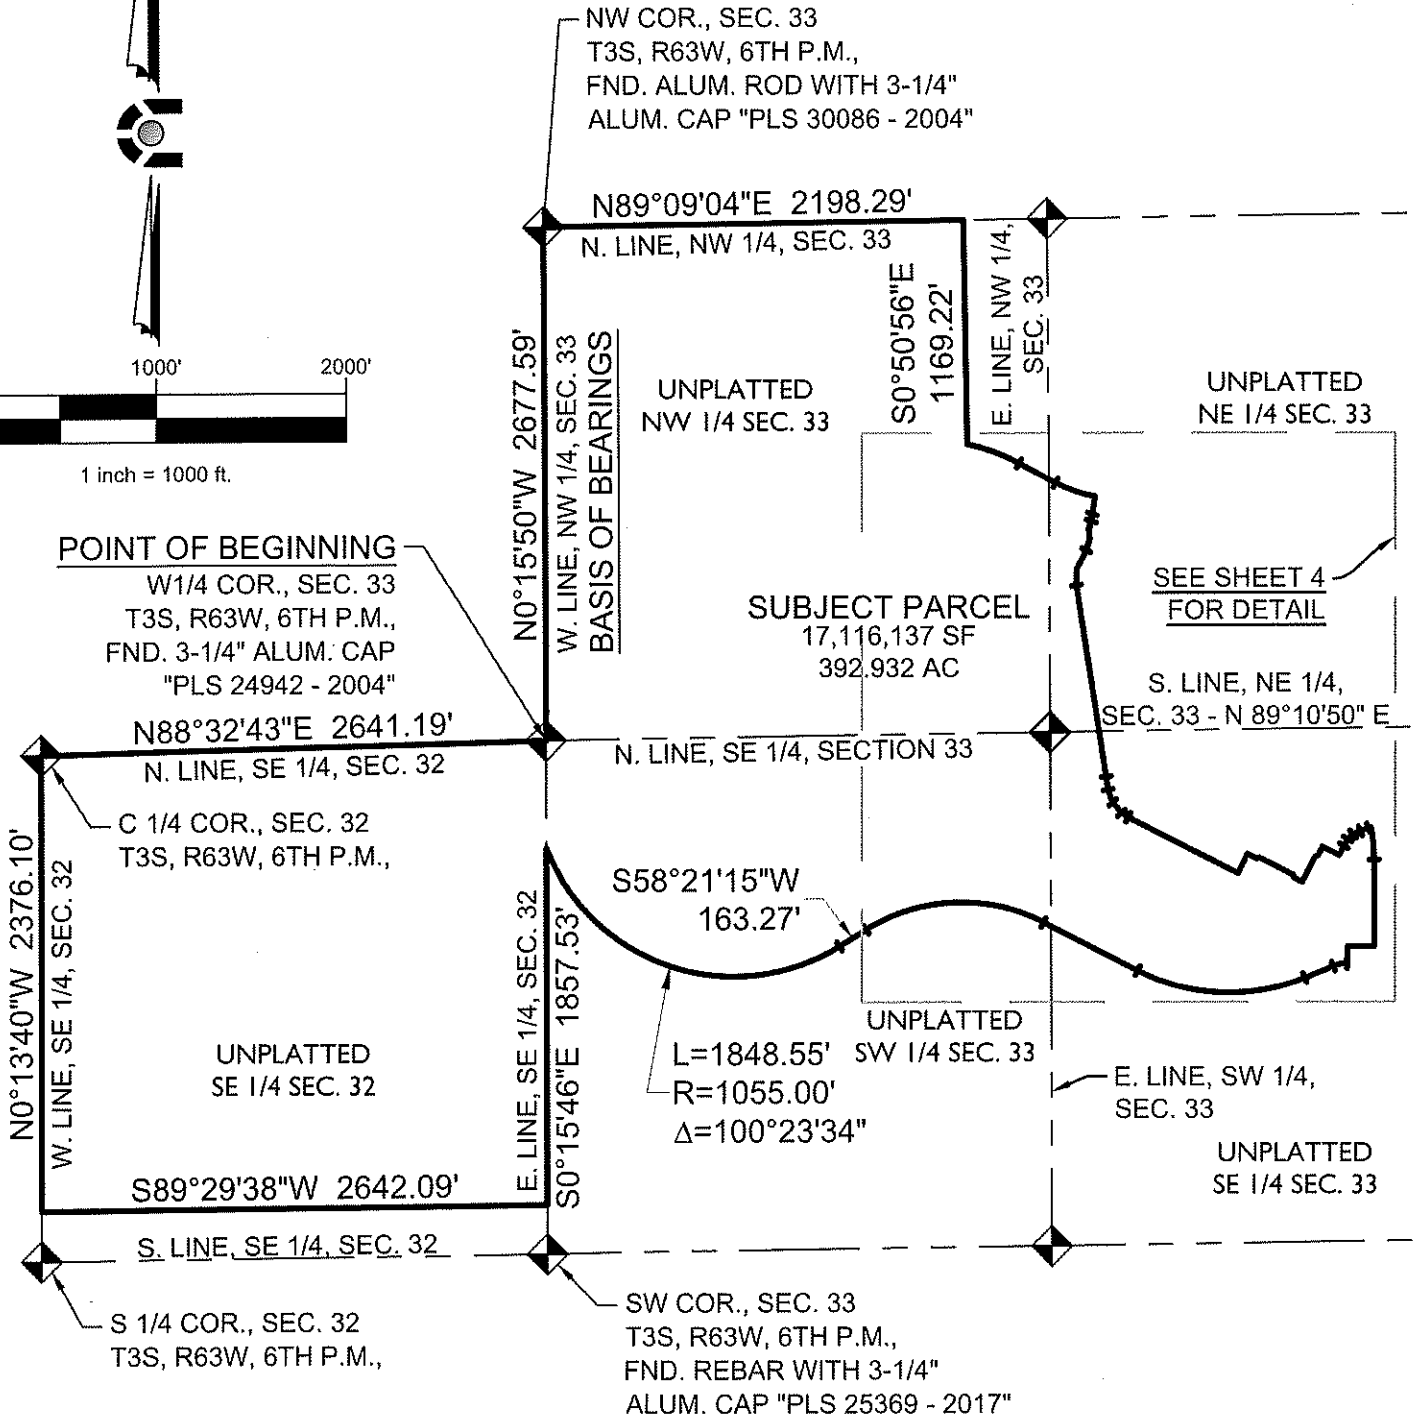 NW COR., SEC. 33
T3S, R63W, 6TH P.M.,
FND. ALUM. ROD WITH 3-1/4"
ALUM. CAP "PLS 30086 - 2004"
N89°09'04"E 2198.29'
N. LINE, NW 1/4, SEC. 33
S0°50'56"E
1169.22'
E. LINE, NW 1/4,
SEC. 33
1000'
2000'
1 inch = 1000 ft.
N0°15'50"W 2677.59'
W. LINE, NW 1/4, SEC. 33
BASIS OF BEARINGS
UNPLATTED
NW 1/4 SEC. 33
UNPLATTED
NE 1/4 SEC. 33
POINT OF BEGINNING
W1/4 COR., SEC. 33
T3S, R63W, 6TH P.M.,
FND. 3-1/4" ALUM. CAP
"PLS 24942 - 2004"
SUBJECT PARCEL
17,116,137 SF
392.932 AC
SEE SHEET 4
FOR DETAIL
S. LINE, NE 1/4,
SEC. 33 - N 89°10'50" E
N88°32'43"E 2641.19'
N. LINE, SE 1/4, SEC. 32
N. LINE, SE 1/4, SECTION 33
C 1/4 COR., SEC. 32
T3S, R63W, 6TH P.M.,
N0°13'40"W 2376.10'
W. LINE, SE 1/4, SEC. 32
UNPLATTED
SE 1/4 SEC. 32
E. LINE, SE 1/4, SEC. 32
S0°15'46"E 1857.53'
S58°21'15"W
163.27'
L=1848.55'
R=1055.00'
Δ=100°23'34"
UNPLATTED
SW 1/4 SEC. 33
E. LINE, SW 1/4,
SEC. 33
UNPLATTED
SE 1/4 SEC. 33
S89°29'38"W 2642.09'
S. LINE, SE 1/4, SEC. 32
S 1/4 COR., SEC. 32
T3S, R63W, 6TH P.M.,
SW COR., SEC. 33
T3S, R63W, 6TH P.M.,
FND. REBAR WITH 3-1/4"
ALUM. CAP "PLS 25369 - 2017"